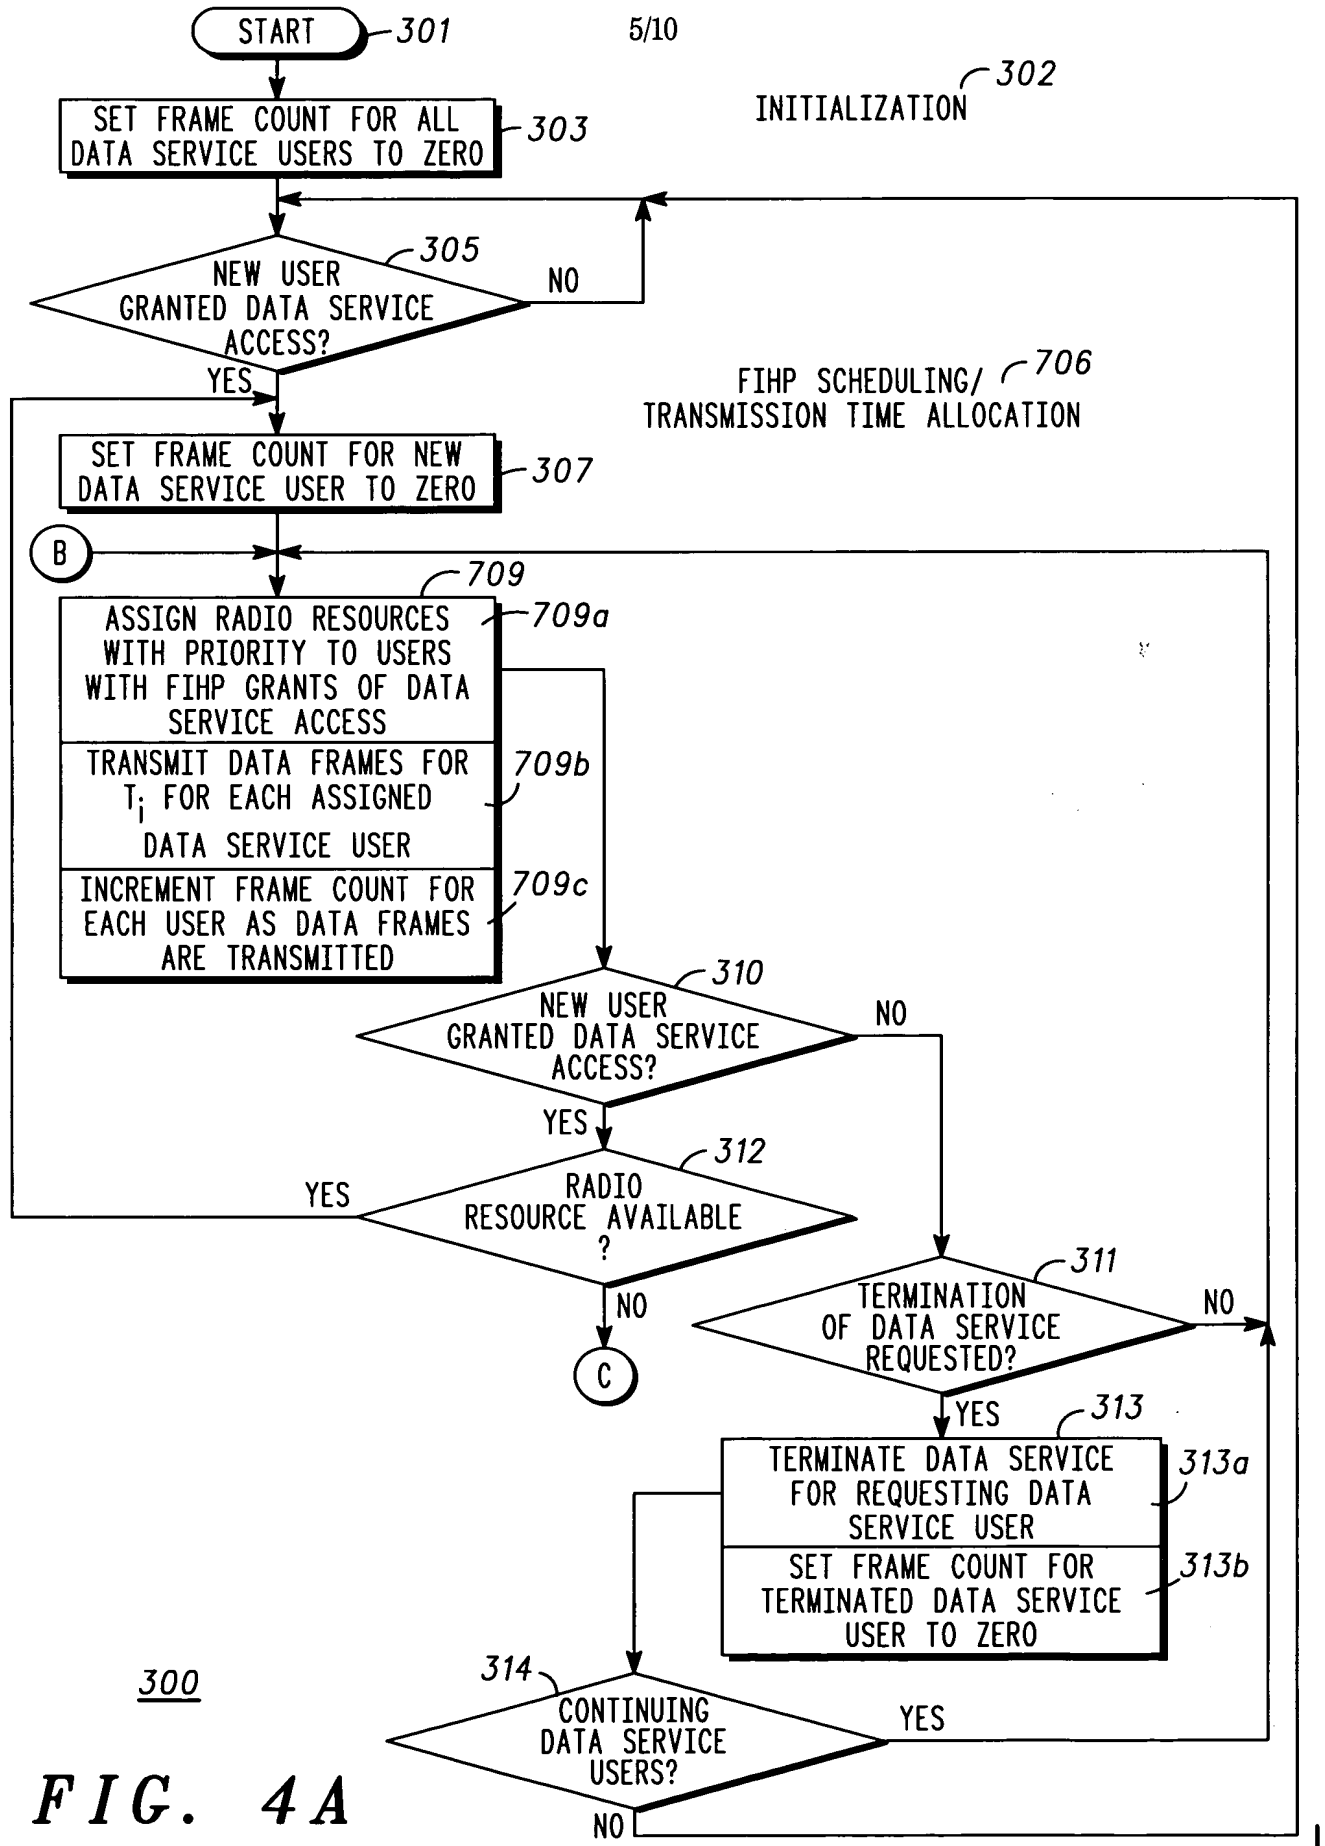 START
301
5/10
302
INITIALIZATION
SET FRAME COUNT FOR ALL
DATA SERVICE USERS TO ZERO
303
305
NEW USER
GRANTED DATA SERVICE
ACCESS?
NO
YES
706
FIHP SCHEDULING/
TRANSMISSION TIME ALLOCATION
SET FRAME COUNT FOR NEW
DATA SERVICE USER TO ZERO
307
B
709
ASSIGN RADIO RESOURCES
WITH PRIORITY TO USERS
WITH FIHP GRANTS OF DATA
SERVICE ACCESS
709a
TRANSMIT DATA FRAMES FOR
Ti FOR EACH ASSIGNED
DATA SERVICE USER
709b
INCREMENT FRAME COUNT FOR
EACH USER AS DATA FRAMES
ARE TRANSMITTED
709c
310
NEW USER
GRANTED DATA SERVICE
ACCESS?
NO
YES
312
RADIO
RESOURCE AVAILABLE
?
YES
NO
C
311
TERMINATION
OF DATA SERVICE
REQUESTED?
NO
YES
313
TERMINATE DATA SERVICE
FOR REQUESTING DATA
SERVICE USER
313a
SET FRAME COUNT FOR
TERMINATED DATA SERVICE
USER TO ZERO
313b
314
CONTINUING
DATA SERVICE
USERS?
YES
NO
300
FIG. 4A